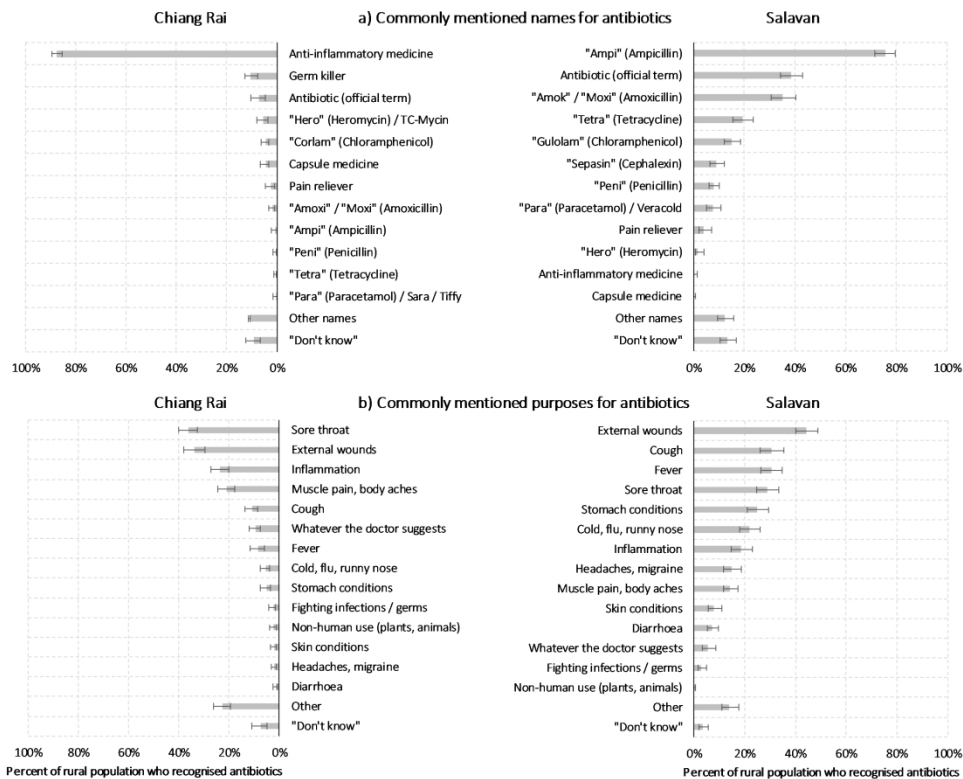 Chiang Rai a) Commonly mentioned names for antibiotics Salavan
Anti-inflammatory medicine "Ampi" (Ampicillin)
Germ killer Antibiotic (official term)
Antibiotic (official term) "Amok" / "Moxi" (Amoxicillin)
"Hero" (Heromycin) / TC-Mycin "Tetra" (Tetracycline)
"Corlam" (Chloramphenicol) "Gulolam" (Chloramphenicol)
Capsule medicine "Sepasin" (Cephalexin)
Pain reliever "Peni" (Penicillin)
"Amoxi" / "Moxi" (Amoxicillin) "Para" (Paracetamol) / Veracold
"Ampi" (Ampicillin) Pain reliever
"Peni" (Penicillin) "Hero" (Heromycin)
"Tetra" (Tetracycline) Anti-inflammatory medicine
"Para" (Paracetamol) / Sara / Tiffy Capsule medicine
Other names Other names
"Don't know" "Don't know"
100% 80% 60% 40% 20% 0% 0% 20% 40% 60% 80% 100%
Chiang Rai b) Commonly mentioned purposes for antibiotics Salavan
Sore throat External wounds
External wounds Cough
Inflammation Fever
Muscle pain, body aches Sore throat
Cough Stomach conditions
Whatever the doctor suggests Cold, flu, runny nose
Fever Inflammation
Cold, flu, runny nose Headaches, migraine
Stomach conditions Muscle pain, body aches
Fighting infections / germs Skin conditions
Non-human use (plants, animals) Diarrhoea
Skin conditions Whatever the doctor suggests
Headaches, migraine Fighting infections / germs
Diarrhoea Non-human use (plants, animals)
Other Other
"Don't know" "Don't know"
100% 80% 60% 40% 20% 0% 0% 20% 40% 60% 80% 100%
Percent of rural population who recognised antibiotics Percent of rural population who recognised antibiotics